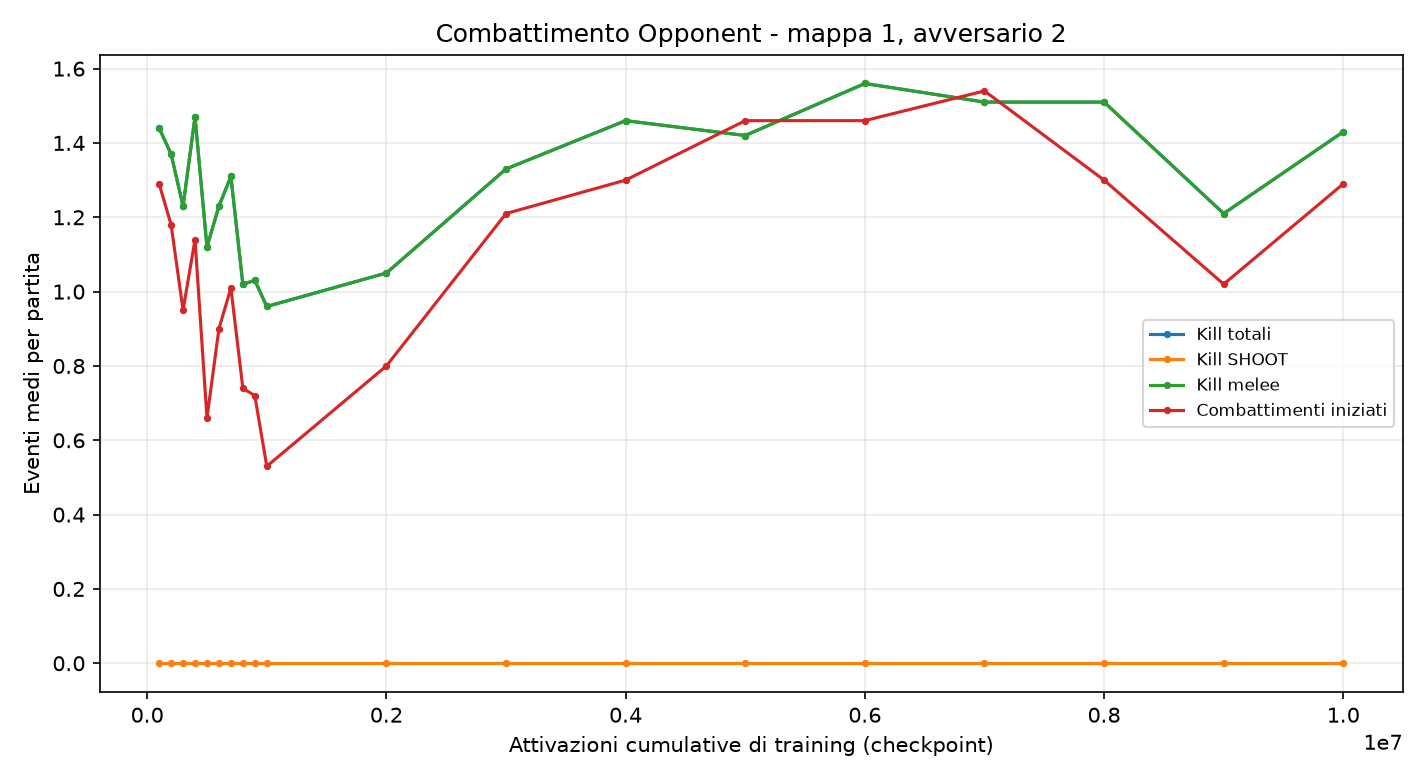 Combattimento Opponent - mappa 1, avversario 2
Eventi medi per partita
1.6
1.4
1.2
1.0
0.8
0.6
0.4
0.2
0.0
Kill totali
Kill SHOOT
Kill melee
Combattimenti iniziati
0.0 0.2 0.4 0.6 0.8 1.0
1e7
Attivazioni cumulative di training (checkpoint)